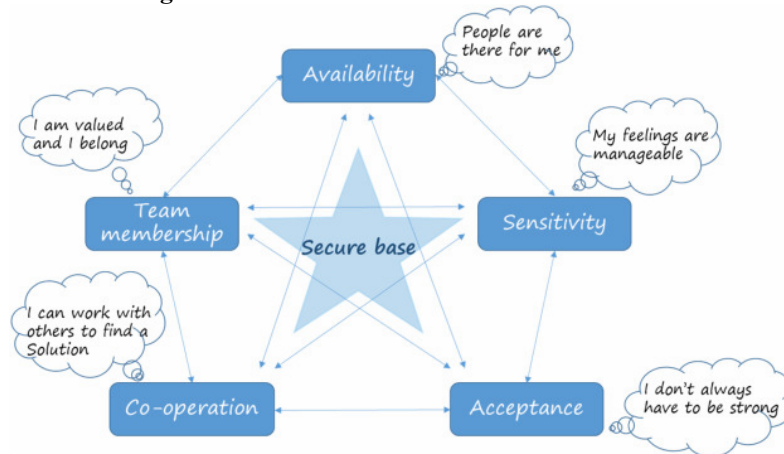 People are
there for me
Availability
I am valued
and I belong
My feelings are
manageable
Team
membership
Sensitivity
Secure base
I can work with
others to find a
Solution
Co-operation
Acceptance
I don't always
have to be strong